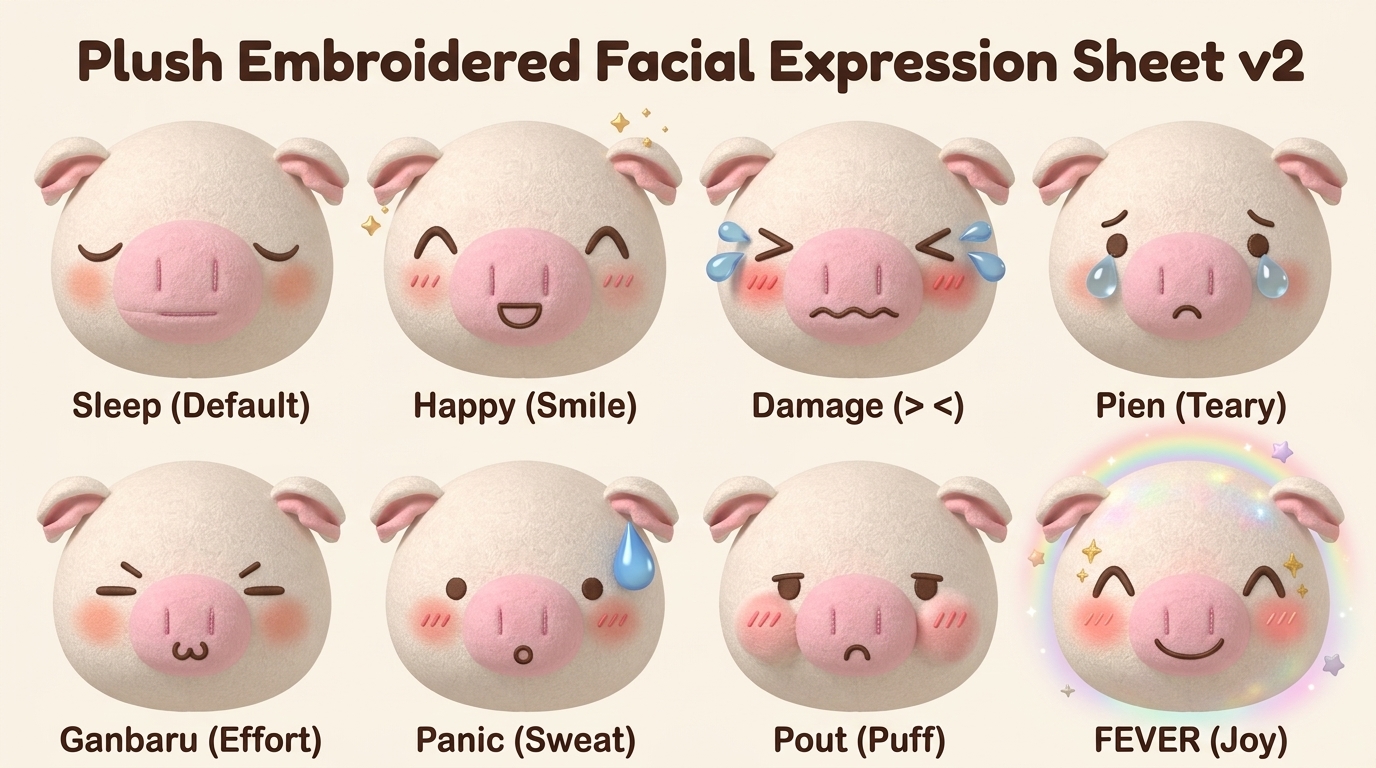 Plush Embroidered Facial Expression Sheet v2
Sleep (Default)
Happy (Smile)
Damage (> <)
Pien (Teary)
Ganbaru (Effort)
Panic (Sweat)
Pout (Puff)
FEVER (Joy)